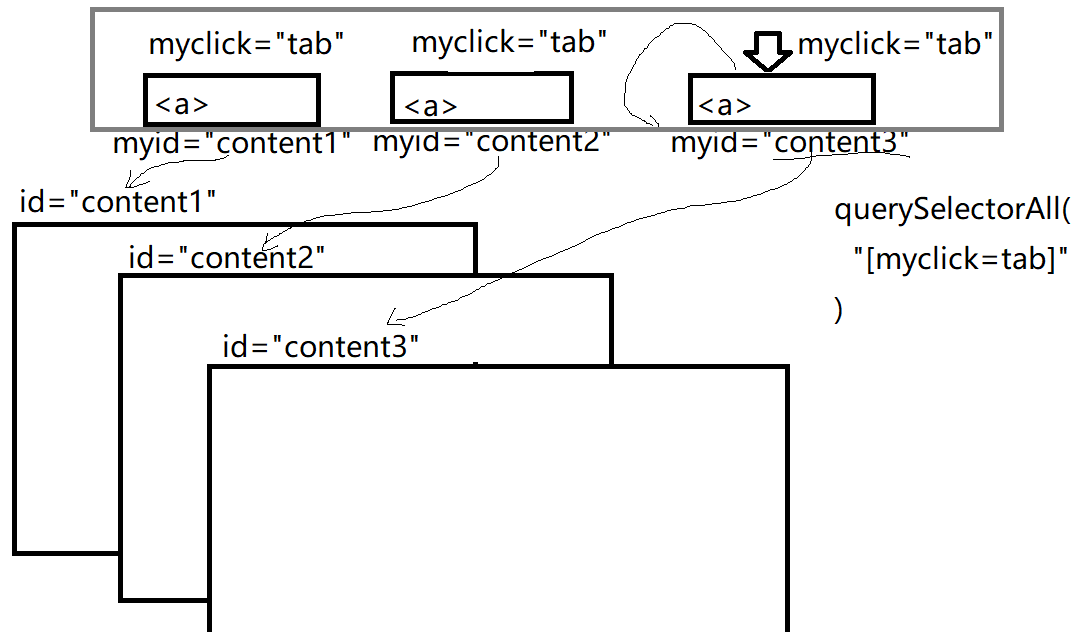 myclick="tab"
myclick="tab"
myclick="tab"
<a>
<a>
<a>
myid="content1"
myid="content2"
myid="content3"
id="content1"
id="content2"
id="content3"
querySelectorAll(
"[myclick=tab]"
)